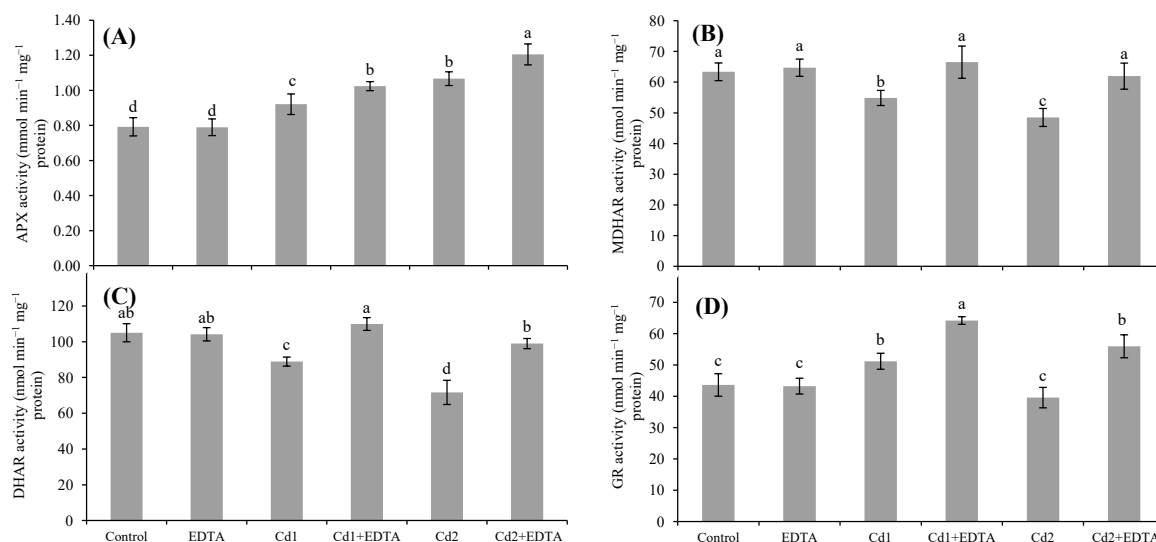 (A)
APX activity (mmol min⁻¹ mg⁻¹
protein)
1.40
1.20
1.00
0.80
0.60
0.40
0.20
0.00
d
d
c
b
b
a
(B)
MDHAR activity (nmol min⁻¹ mg⁻¹
protein)
80
70
60
50
40
30
20
10
0
a
a
b
a
c
a
(C)
DHAR activity (nmol min⁻¹ mg⁻¹
protein)
120
100
80
60
40
20
0
ab
ab
c
a
d
b
Control EDTA Cd1 Cd1+EDTA Cd2 Cd2+EDTA
(D)
GR activity (nmol min⁻¹ mg⁻¹
protein)
70
60
50
40
30
20
10
0
c
c
b
a
c
b
Control EDTA Cd1 Cd1+EDTA Cd2 Cd2+EDTA